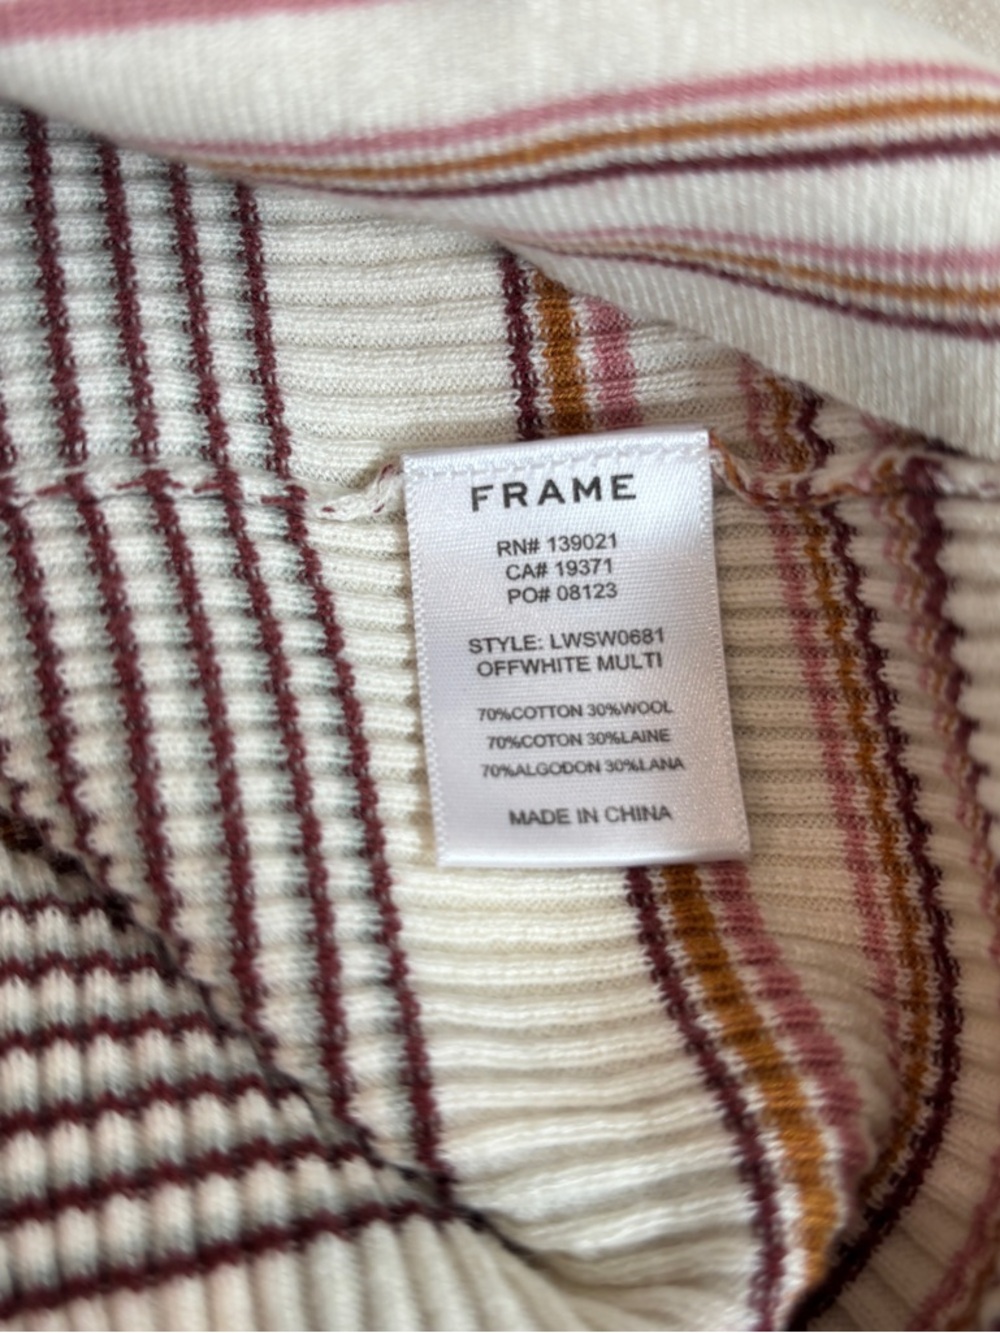 FRAME
RN# 139021
CA# 19371
PO# 08123
STYLE: LWSW0681
OFFWHITE MULTI
70%COTTON 30%WOOL
70%COTON 30%LAINE
70%ALGODON 30%LANA
MADE IN CHINA